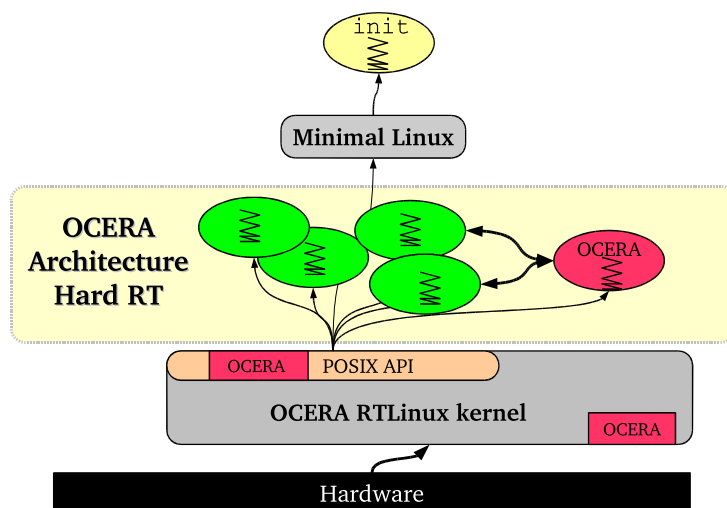 init
Minimal Linux
OCERA
Architecture
Hard RT
OCERA
OCERA POSIX API
OCERA RTLinux kernel
OCERA
Hardware